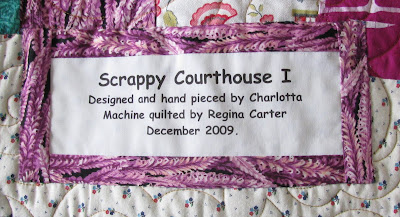 Scrappy Courthouse I
Designed and hand pieced by Charlotta
Machine quilted by Regina Carter
December 2009.